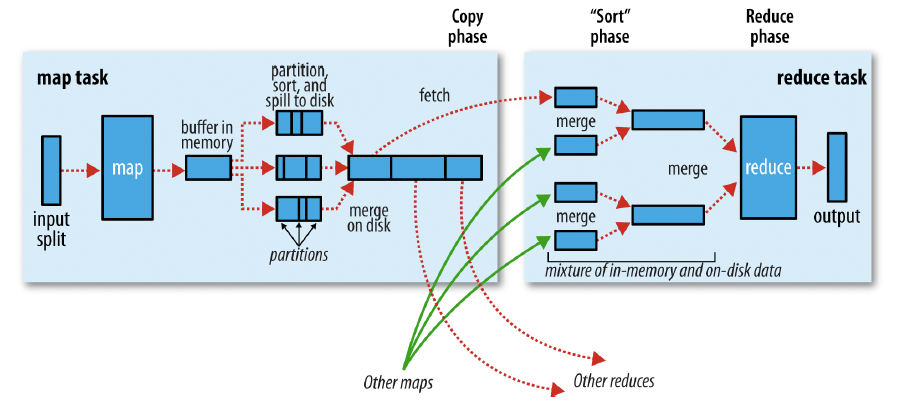 Copy
phase
“Sort”
phase
Reduce
phase
map task
partition,
sort, and
spill to disk
fetch
reduce task
buffer in
memory
merge
map
merge
reduce
input
split
merge
on disk
merge
output
partitions
mixture of in-memory and on-disk data
Other maps
Other reduces